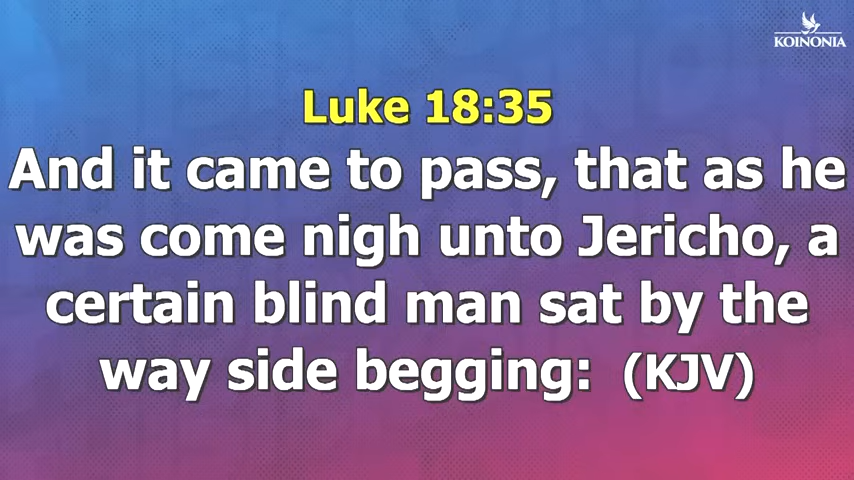 KOINONIA
Luke 18:35
And it came to pass, that as he
was come nigh unto Jericho, a
certain blind man sat by the
way side begging: (KJV)